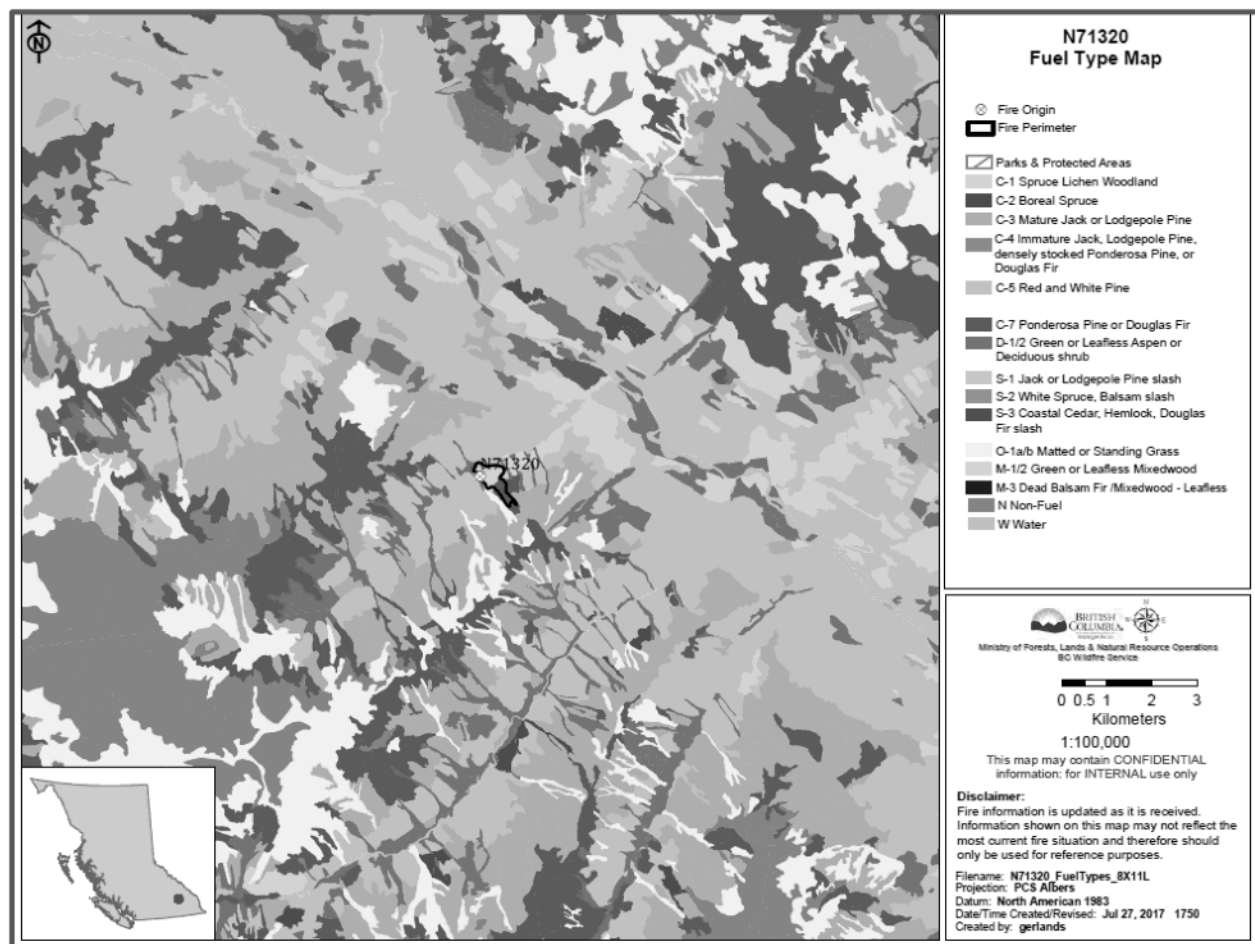 N
N71320
N71320
Fuel Type Map
Fire Origin
Fire Perimeter
Parks & Protected Areas
C-1 Spruce Lichen Woodland
C-2 Boreal Spruce
C-3 Mature Jack or Lodgepole Pine
C-4 Immature Jack, Lodgepole Pine,
densely stocked Ponderosa Pine, or
Douglas Fir
C-5 Red and White Pine
C-7 Ponderosa Pine or Douglas Fir
D-1/2 Green or Leafless Aspen or
Deciduous shrub
S-1 Jack or Lodgepole Pine slash
S-2 White Spruce, Balsam slash
S-3 Coastal Cedar, Hemlock, Douglas
Fir slash
O-1a/b Matted or Standing Grass
M-1/2 Green or Leafless Mixedwood
M-3 Dead Balsam Fir /Mixedwood - Leafless
N Non-Fuel
W Water
BRITISH
COLUMBIA
N
W E
S
Ministry of Forests, Lands & Natural Resource Operations
BC Wildfire Service
0 0.5 1 2 3
Kilometers
1:100,000
This map may contain CONFIDENTIAL
information: for INTERNAL use only
Disclaimer:
Fire information is updated as it is received.
Information shown on this map may not reflect the
most current fire situation and therefore should
only be used for reference purposes.
Filename: N71320_FuelTypes_8X11L
Projection: PCS Albers
Datum: North American 1983
Date/Time Created/Revised: Jul 27, 2017 1750
Created by: gerlands